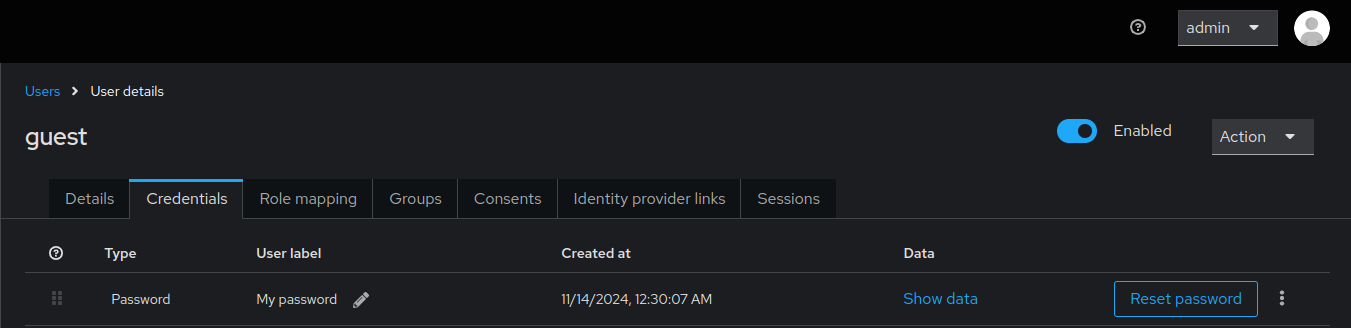 admin
Users > User details
guest
Enabled
Action
Details Credentials Role mapping Groups Consents Identity provider links Sessions
Type User label Created at Data
Password My password 11/14/2024, 12:30:07 AM Show data Reset password